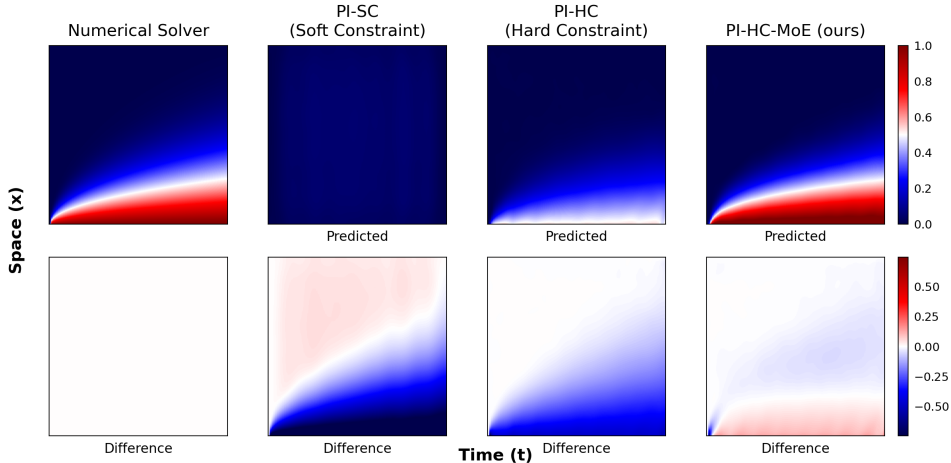 Numerical Solver
PI-SC
(Soft Constraint)
PI-HC
(Hard Constraint)
PI-HC-MoE (ours)
1.0
0.8
0.6
0.4
0.2
0.0
Predicted
Predicted
Predicted
Space (x)
0.50
0.25
0.00
−0.25
−0.50
Difference
Difference
Difference
Difference
Time (t)